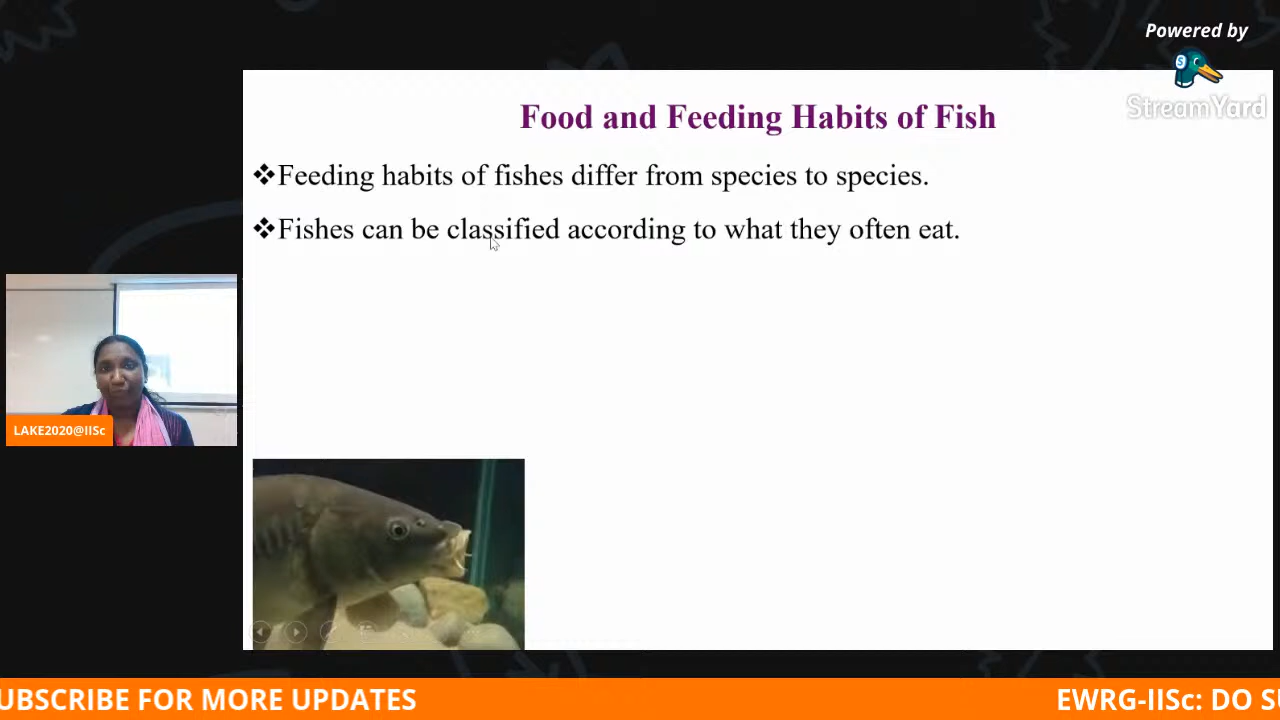 Powered by
S
StreamYard
Food and Feeding Habits of Fish
❖Feeding habits of fishes differ from species to species.
❖Fishes can be classified according to what they often eat.
LAKE2020@IISc
UBSCRIBE FOR MORE UPDATES
EWRG-IISc: DO S